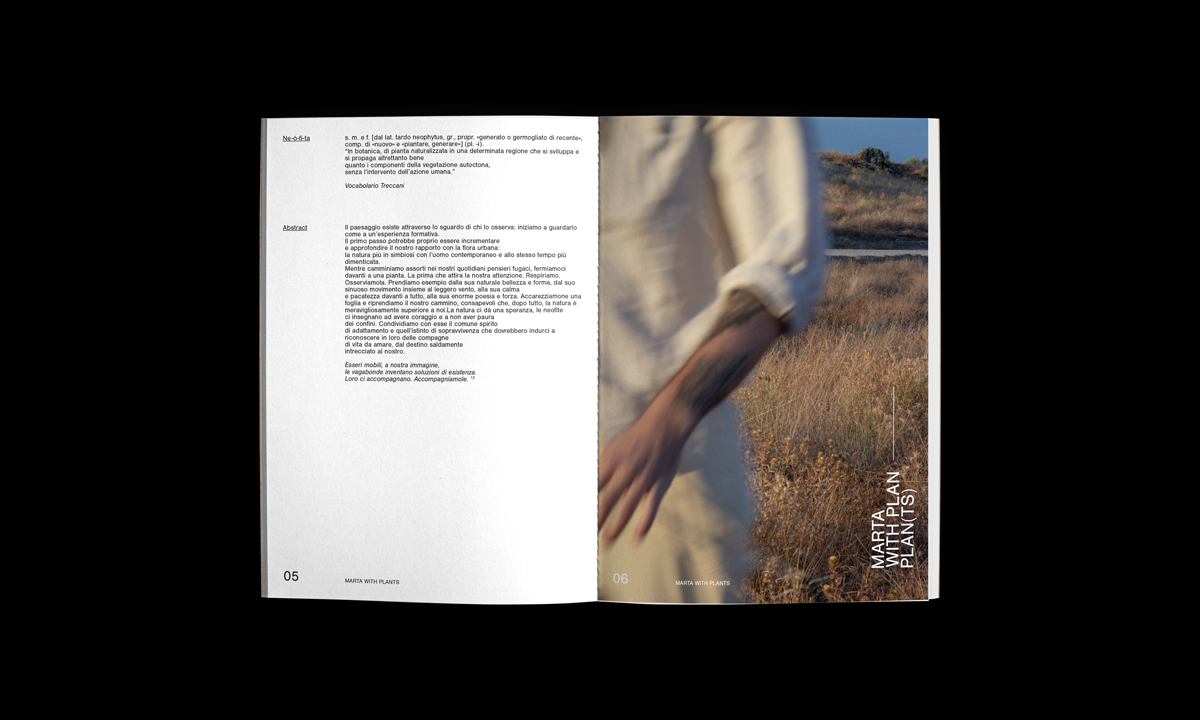 Ne-ò-fi-ta
s. m. e f. [dal lat. tardo neophytus, gr., propr. «generato o germogliato di recente»,
comp. di «nuovo» e «piantare, generare»] (pl. -i).
“In botanica, di pianta naturalizzata in una determinata regione che si sviluppa e
si propaga altrettanto bene
quanto i componenti della vegetazione autoctona,
senza l’intervento dell’azione umana.”
Vocabolario Treccani
Abstract
Il paesaggio esiste attraverso lo sguardo di chi lo osserva: iniziamo a guardarlo
come a un’esperienza formativa.
Il primo passo potrebbe proprio essere incrementare
e approfondire il nostro rapporto con la flora urbana:
la natura più in simbiosi con l’uomo contemporaneo e allo stesso tempo più
dimenticata.
Mentre camminiamo assorti nei nostri quotidiani pensieri fugaci, fermiamoci
davanti a una pianta. La prima che attira la nostra attenzione. Respiriamo.
Osserviamola. Prendiamo esempio dalla sua naturale bellezza e forma, dal suo
sinuoso movimento insieme al leggero vento, alla sua calma
e pacatezza davanti a tutto, alla sua enorme poesia e forza. Accarezziamone una
foglia e riprendiamo il nostro cammino, consapevoli che, dopo tutto, la natura è
meravigliosamente superiore a noi.La natura ci dà una speranza, le neofite
ci insegnano ad avere coraggio e a non aver paura
dei confini. Condividiamo con esse il comune spirito
di adattamento e quell’istinto di sopravvivenza che dovrebbero indurci a
riconoscere in loro delle compagne
di vita da amare, dal destino saldamente
intrecciato al nostro.
Esseri mobili, a nostra immagine,
le vagabonde inventano soluzioni di esistenza.
Loro ci accompagnano. Accompagniamole.
05
MARTA WITH PLANTS
06
MARTA WITH PLANTS
MARTA
WITH PLAN
PLAN(TS)